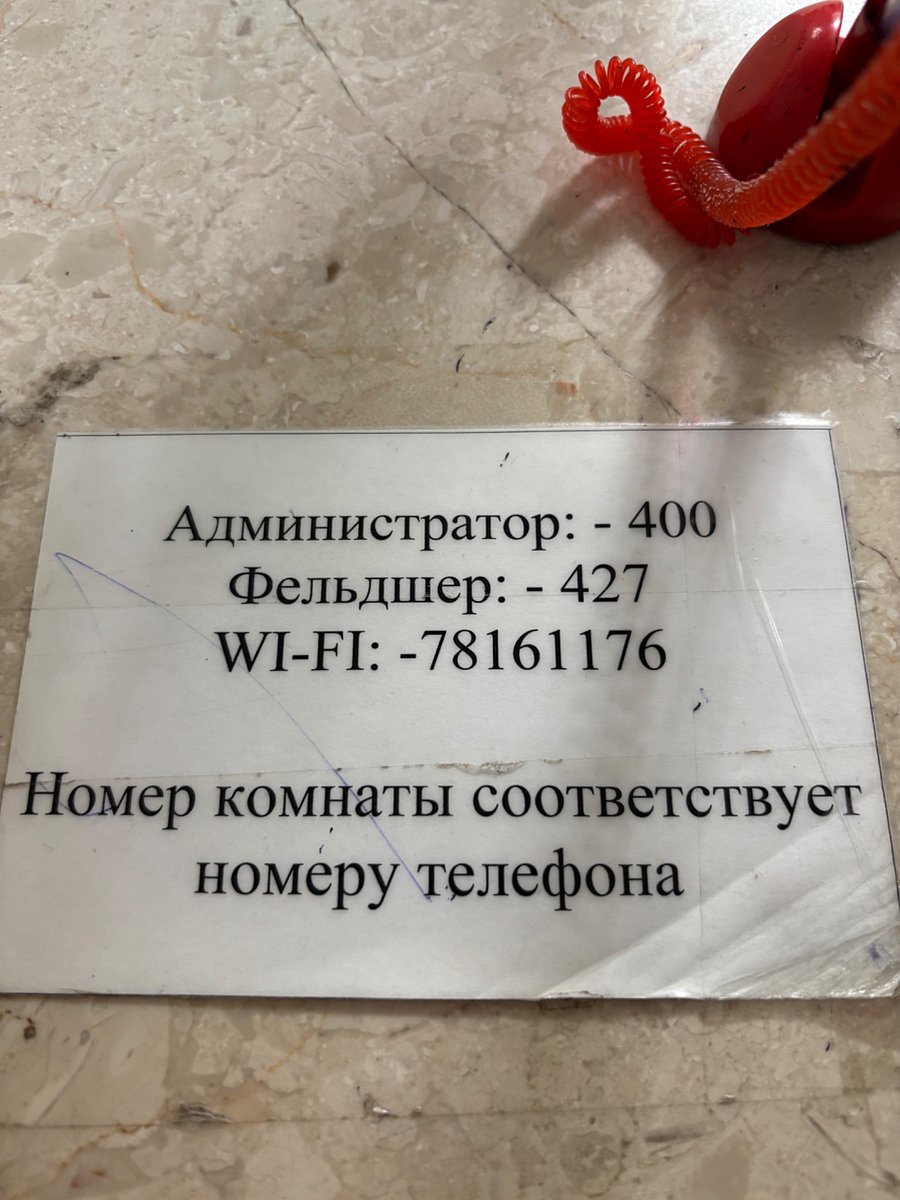 Администратор: - 400
Фельдшер: - 427
WI-FI: -78161176
Номер комнаты соответствует
номеру телефона